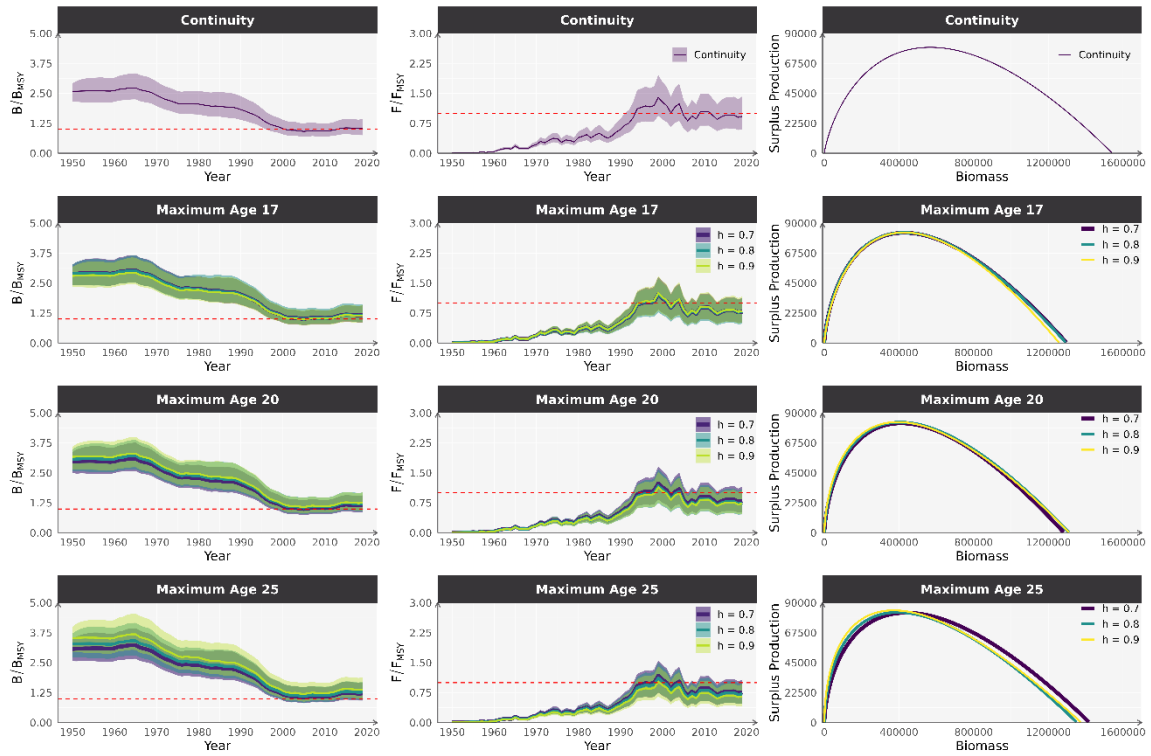 Continuity
5.00
3.75
2.50
1.25
0.00
B/BMSY
1950 1960 1970 1980 1990 2000 2010 2020
Year
Continuity
3.00
2.25
1.50
0.75
0.00
F/FMSY
Continuity
1950 1960 1970 1980 1990 2000 2010 2020
Year
Continuity
90000
67500
45000
22500
0
Surplus Production
Continuity
0 400000 800000 1200000 1600000
Biomass
Maximum Age 17
5.00
3.75
2.50
1.25
0.00
B/BMSY
1950 1960 1970 1980 1990 2000 2010 2020
Year
Maximum Age 17
3.00
2.25
1.50
0.75
0.00
F/FMSY
h = 0.7
h = 0.8
h = 0.9
1950 1960 1970 1980 1990 2000 2010 2020
Year
Maximum Age 17
90000
67500
45000
22500
0
Surplus Production
h = 0.7
h = 0.8
h = 0.9
0 400000 800000 1200000 1600000
Biomass
Maximum Age 20
5.00
3.75
2.50
1.25
0.00
B/BMSY
1950 1960 1970 1980 1990 2000 2010 2020
Year
Maximum Age 20
3.00
2.25
1.50
0.75
0.00
F/FMSY
h = 0.7
h = 0.8
h = 0.9
1950 1960 1970 1980 1990 2000 2010 2020
Year
Maximum Age 20
90000
67500
45000
22500
0
Surplus Production
h = 0.7
h = 0.8
h = 0.9
0 400000 800000 1200000 1600000
Biomass
Maximum Age 25
5.00
3.75
2.50
1.25
0.00
B/BMSY
1950 1960 1970 1980 1990 2000 2010 2020
Year
Maximum Age 25
3.00
2.25
1.50
0.75
0.00
F/FMSY
h = 0.7
h = 0.8
h = 0.9
1950 1960 1970 1980 1990 2000 2010 2020
Year
Maximum Age 25
90000
67500
45000
22500
0
Surplus Production
h = 0.7
h = 0.8
h = 0.9
0 400000 800000 1200000 1600000
Biomass